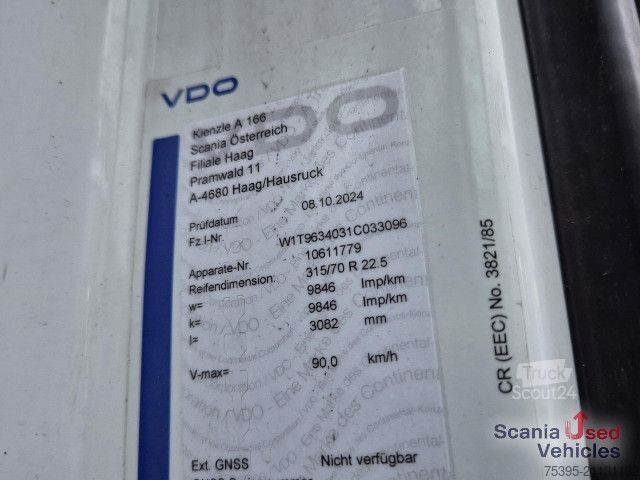 VDO
Kienzle A 166
Scania Österreich
Filiale Haag
Pramwald 11
A-4680 Haag/Hausruck
Prüfdatum 08.10.2024
Fz.I-Nr. W1T9634031C033096
Apparate-Nr. 10611779
Reifendimension: 315/70 R 22.5
w= 9846 Imp/km
k= 9846 Imp/km
l= 3082 mm
V-max= 90,0 km/h
Ext. GNSS Nicht verfügbar
CR (EEC) No. 3821/85
Truck
Scout24
Scania Used
Vehicles